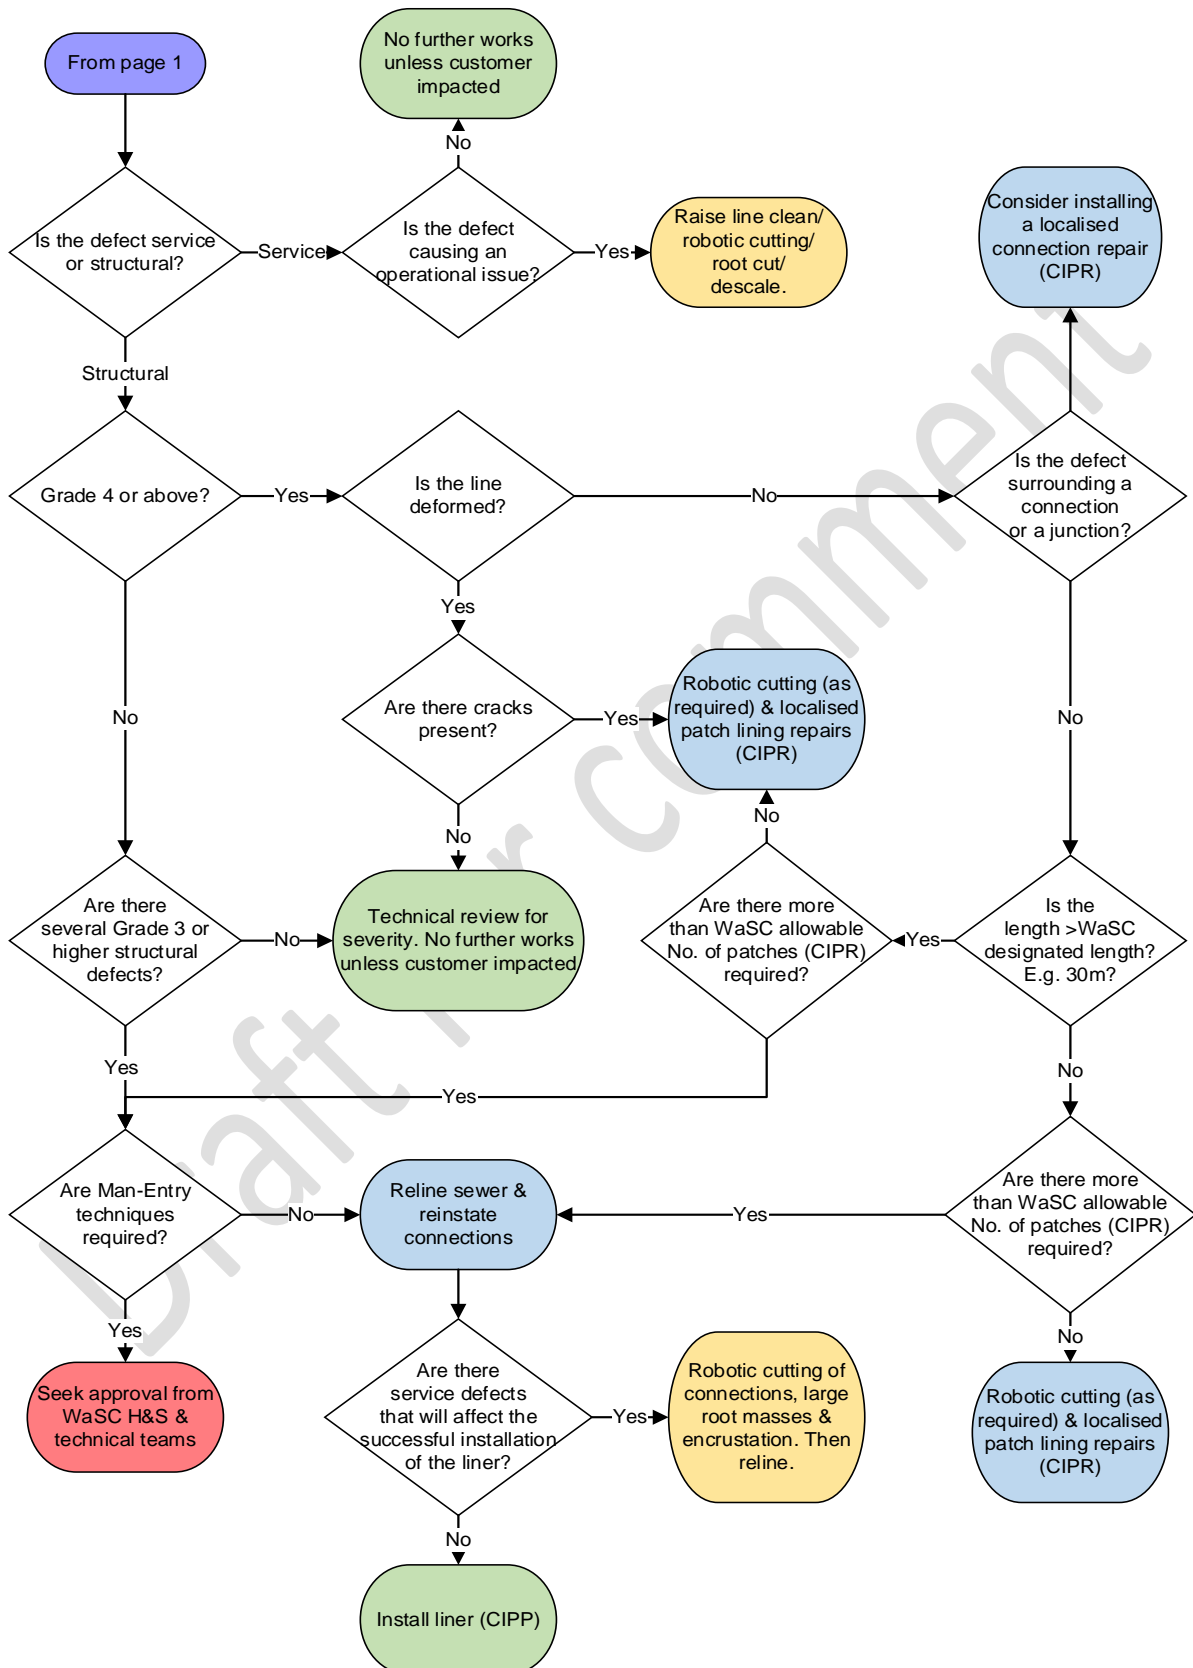 From page 1
No further works
unless customer
impacted
No
Is the defect service
or structural?
Service
Is the defect
causing an
operational issue?
Yes
Raise line clean/
robotic cutting/
root cut/
descale.
Consider installing
a localised
connection repair
(CIPR)
Structural
Grade 4 or above?
Yes
Is the line
deformed?
No
Is the defect
surrounding a
connection
or a junction?
Yes
No
Are there cracks
present?
Yes
Robotic cutting (as
required) & localised
patch lining repairs
(CIPR)
No
No
No
Are there
several Grade 3 or
higher structural
defects?
No
Technical review for
severity. No further works
unless customer impacted
Are there more
than WaSC allowable
No. of patches (CIPR)
required?
Yes
Is the
length >WaSC
designated length?
E.g. 30m?
Yes
No
Yes
Are Man-Entry
techniques
required?
No
Reline sewer &
reinstate
connections
Yes
Are there more
than WaSC allowable
No. of patches (CIPR)
required?
Yes
No
Seek approval from
WaSC H&S &
technical teams
Are there
service defects
that will affect the
successful installation
of the liner?
Yes
Robotic cutting of
connections, large
root masses &
encrustation. Then
reline.
Robotic cutting (as
required) & localised
patch lining repairs
(CIPR)
No
Install liner (CIPP)
Draft for comment